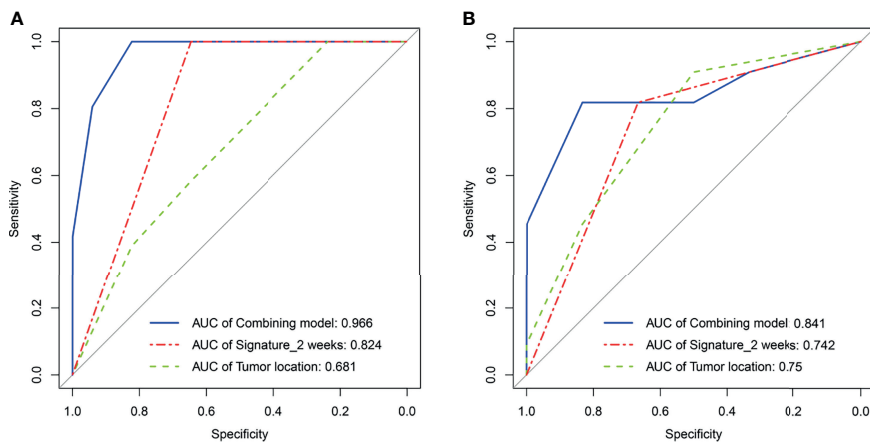 A
1.0
0.8
0.6
0.4
0.2
0.0
Sensitivity
AUC of Combining model: 0.966
AUC of Signature_2 weeks: 0.824
AUC of Tumor location: 0.681
1.0 0.8 0.6 0.4 0.2 0.0
Specificity
B
1.0
0.8
0.6
0.4
0.2
0.0
Sensitivity
AUC of Combining model 0.841
AUC of Signature_2 weeks: 0.742
AUC of Tumor location: 0.75
1.0 0.8 0.6 0.4 0.2 0.0
Specificity